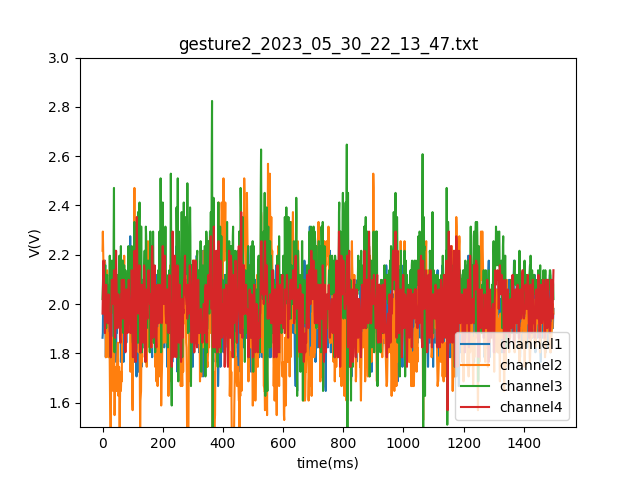 gesture2_2023_05_30_22_13_47.txt
3.0
2.8
2.6
2.4
2.2
2.0
1.8
1.6
V(V)
0 200 400 600 800 1000 1200 1400
time(ms)
channel1
channel2
channel3
channel4